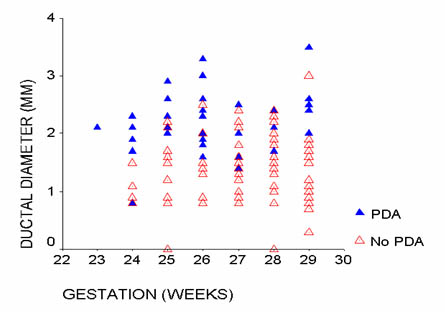 4
3
2
1
0
DUCTAL DIAMETER (MM)
22 23 24 25 26 27 28 29 30
GESTATION (WEEKS)
PDA
No PDA